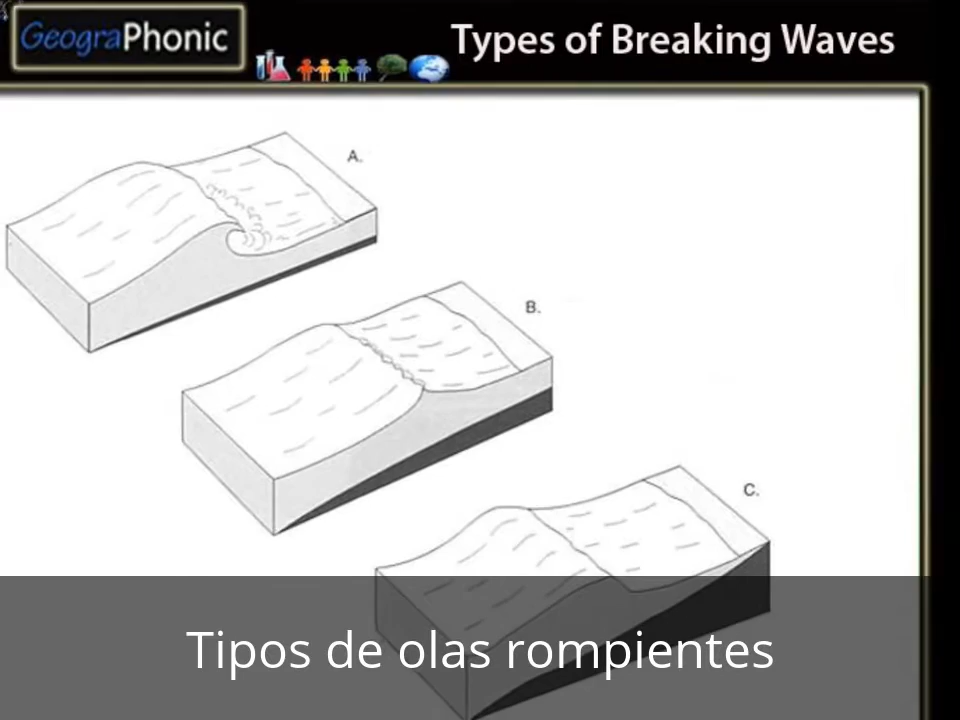 GeograPhonic
Types of Breaking Waves
A.
B.
C.
Tipos de olas rompientes